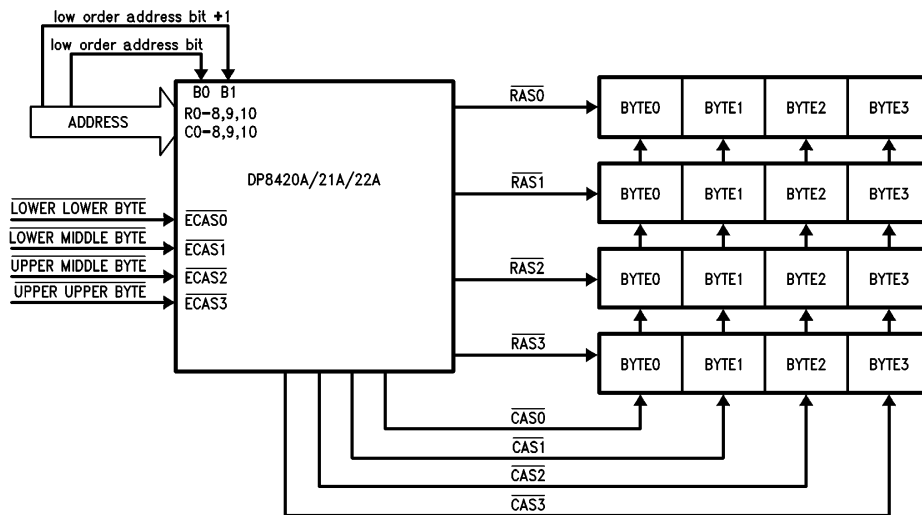 low order address bit +1
low order address bit
B0 B1
R0-8,9,10
C0-8,9,10
ADDRESS
DP8420A/21A/22A
LOWER LOWER BYTE
LOWER MIDDLE BYTE
UPPER MIDDLE BYTE
UPPER UPPER BYTE
ECAS0
ECAS1
ECAS2
ECAS3
RAS0
BYTE0 BYTE1 BYTE2 BYTE3
RAS1
BYTE0 BYTE1 BYTE2 BYTE3
RAS2
BYTE0 BYTE1 BYTE2 BYTE3
RAS3
BYTE0 BYTE1 BYTE2 BYTE3
CAS0
CAS1
CAS2
CAS3